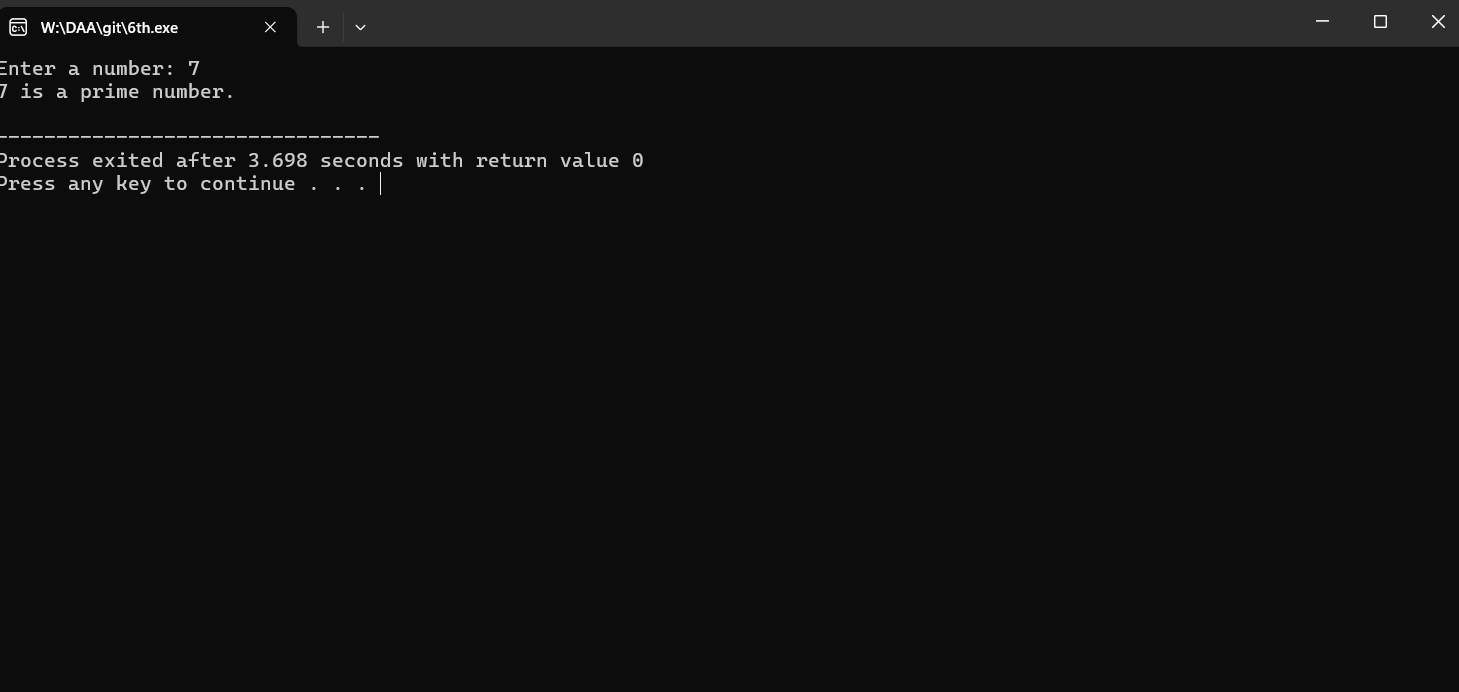 W:\DAA\git\6th.exe
Enter a number: 7
7 is a prime number.
--------------------------------
Process exited after 3.698 seconds with return value 0
Press any key to continue . . .